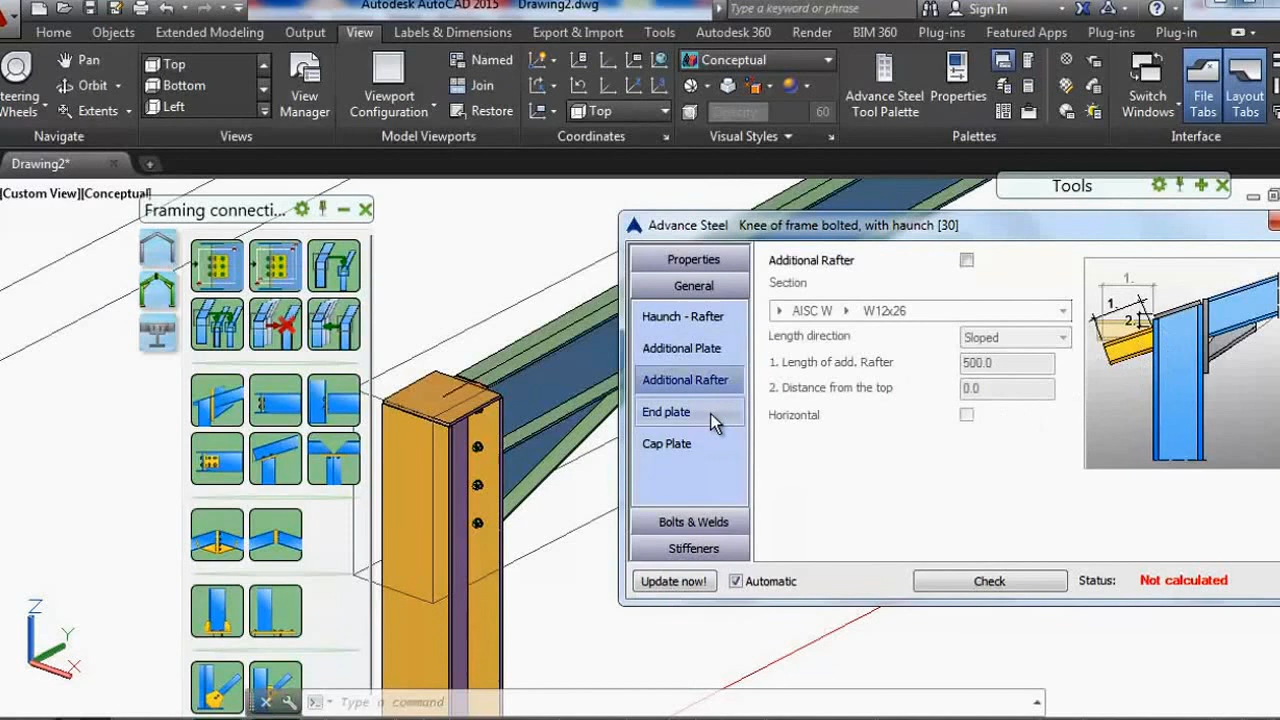 Autodesk AutoCAD 2015 Drawing2.dwg
Type a keyword or phrase
Sign In
Home Objects Extended Modeling Output View Labels & Dimensions Export & Import Tools Autodesk 360 Render BIM 360 Plug-ins Featured Apps Plug-ins Plug-in
Steering Wheels
Pan
Orbit
Extents
Navigate
Top
Bottom
Left
View Manager
Views
Viewport Configuration
Named
Join
Restore
Model Viewports
Top
Coordinates
Conceptual
Opacity 60
Visual Styles
Advance Steel Tool Palette
Properties
Palettes
Switch Windows
File Tabs
Layout Tabs
Interface
Drawing2*
[Custom View][Conceptual]
Framing connecti...
Tools
Advance Steel Knee of frame bolted, with haunch [30]
Properties
General
Haunch - Rafter
Additional Plate
Additional Rafter
End plate
Cap Plate
Bolts & Welds
Stiffeners
Additional Rafter
Section
AISC W W12x26
Length direction Sloped
1. Length of add. Rafter 500.0
2. Distance from the top 0.0
Horizontal
1.
1.
2.
Update now! Automatic Check Status: Not calculated
Z
Y
X
Type a command